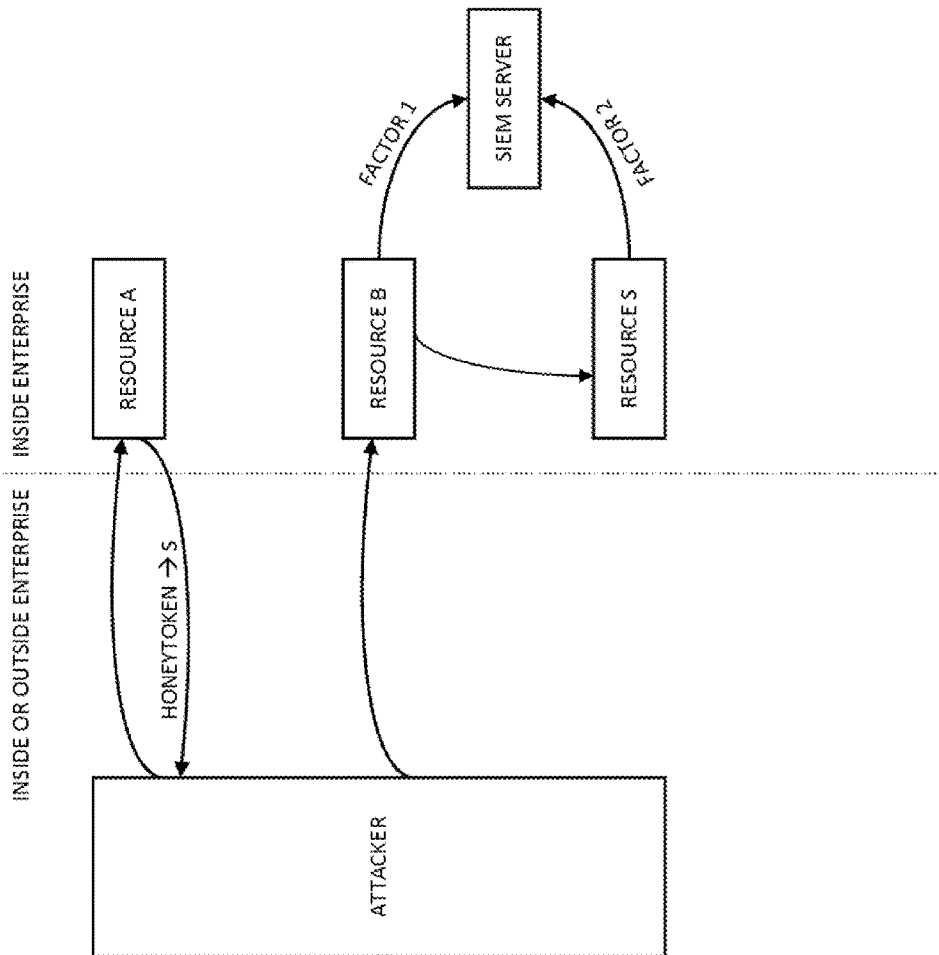 INSIDE OR OUTSIDE ENTERPRISE
INSIDE ENTERPRISE
ATTACKER
HONEYTOKEN → S
RESOURCE A
RESOURCE B
RESOURCE S
FACTOR 1
FACTOR 2
SIEM SERVER